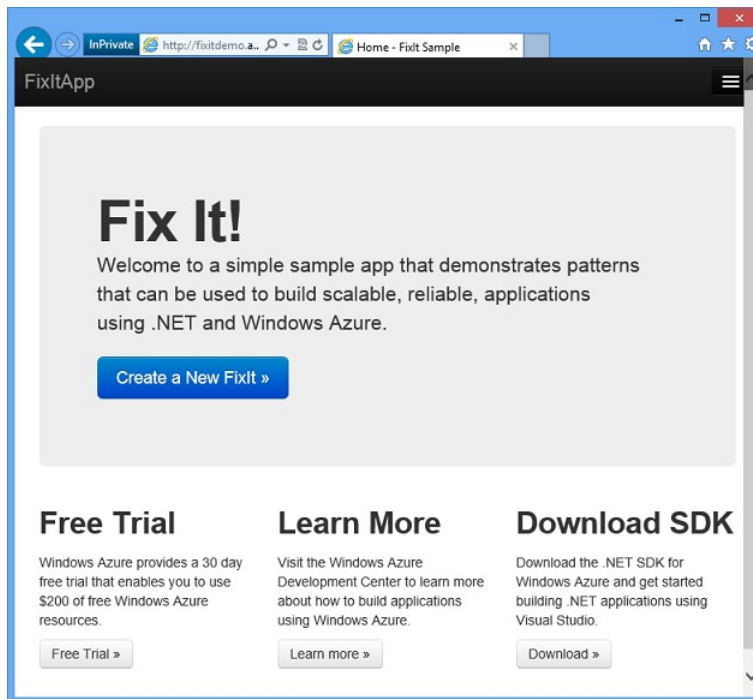 InPrivate http://fixitdemo.a.. Home - FixIt Sample
FixItApp
Fix It!
Welcome to a simple sample app that demonstrates patterns
that can be used to build scalable, reliable, applications
using .NET and Windows Azure.
Create a New FixIt »
Free Trial
Windows Azure provides a 30 day
free trial that enables you to use
$200 of free Windows Azure
resources.
Free Trial »
Learn More
Visit the Windows Azure
Development Center to learn more
about how to build applications
using Windows Azure.
Learn more »
Download SDK
Download the .NET SDK for
Windows Azure and get started
building .NET applications using
Visual Studio.
Download »